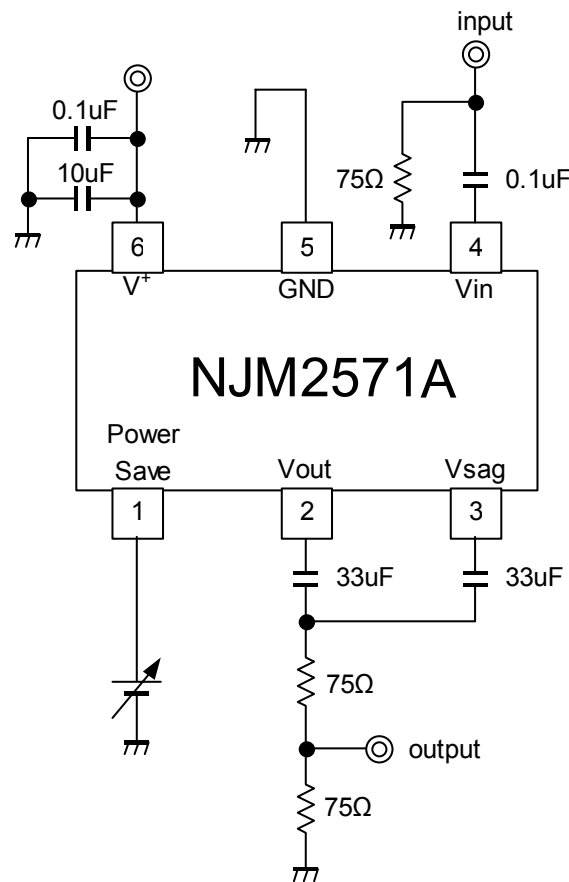 input
0.1uF
10uF
75Ω
0.1uF
6
5
4
V+
GND
Vin
NJM2571A
Power
Save
Vout
Vsag
1
2
3
33uF
33uF
75Ω
output
75Ω